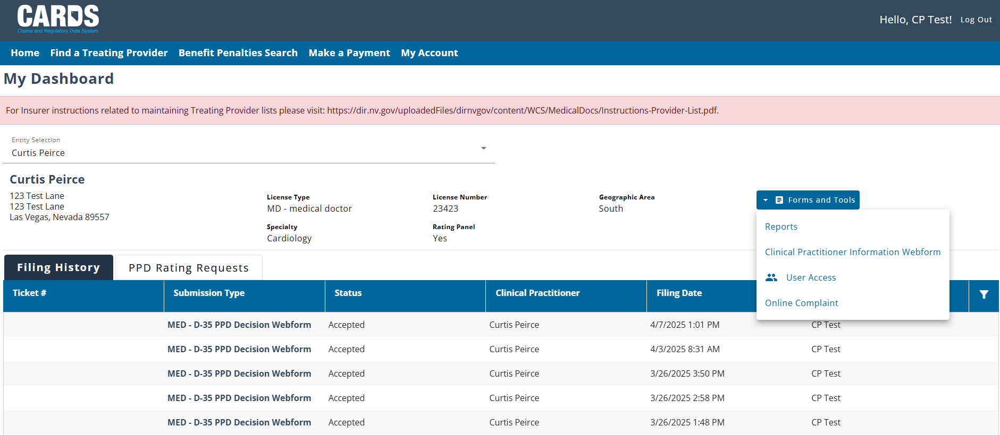 CARDS
Claims and Regulatory Data System
Hello, CP Test! Log Out
Home Find a Treating Provider Benefit Penalties Search Make a Payment My Account
My Dashboard
For Insurer instructions related to maintaining Treating Provider lists please visit: https://dir.nv.gov/uploadedFiles/dirnvgov/content/WCS/MedicalDocs/Instructions-Provider-List.pdf.
Entity Selection
Curtis Peirce
Curtis Peirce
123 Test Lane
123 Test Lane
Las Vegas, Nevada 89557
License Type
MD - medical doctor
License Number
23423
Geographic Area
South
Specialty
Cardiology
Rating Panel
Yes
Forms and Tools
Reports
Clinical Practitioner Information Webform
User Access
Online Complaint
Filing History PPD Rating Requests
Ticket # Submission Type Status Clinical Practitioner Filing Date
MED - D-35 PPD Decision Webform Accepted Curtis Peirce 4/7/2025 1:01 PM CP Test
MED - D-35 PPD Decision Webform Accepted Curtis Peirce 4/3/2025 8:31 AM CP Test
MED - D-35 PPD Decision Webform Accepted Curtis Peirce 3/26/2025 3:50 PM CP Test
MED - D-35 PPD Decision Webform Accepted Curtis Peirce 3/26/2025 2:58 PM CP Test
MED - D-35 PPD Decision Webform Accepted Curtis Peirce 3/26/2025 1:48 PM CP Test